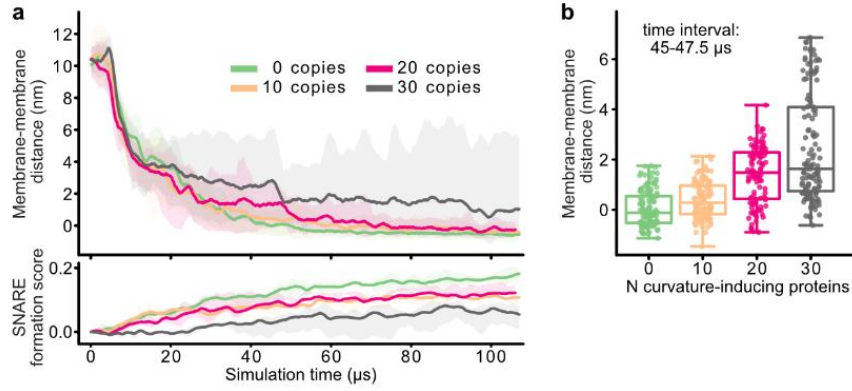 a
Membrane-membrane
distance (nm)
12
10
8
6
4
2
0
0 copies
10 copies
20 copies
30 copies
SNARE
formation score
0.2
0.0
0
20
40
60
80
100
Simulation time (µs)
b
time interval:
45-47.5 µs
Membrane-membrane
distance (nm)
6
4
2
0
0
10
20
30
N curvature-inducing proteins